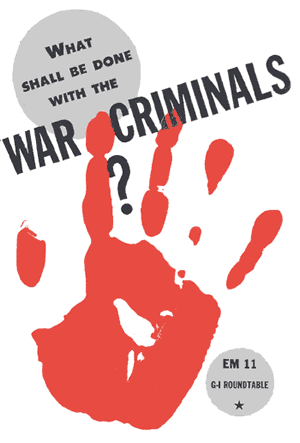 WHAT
SHALL BE DONE
WITH THE
WAR CRIMINALS
?
EM 11
G-I ROUNDTABLE